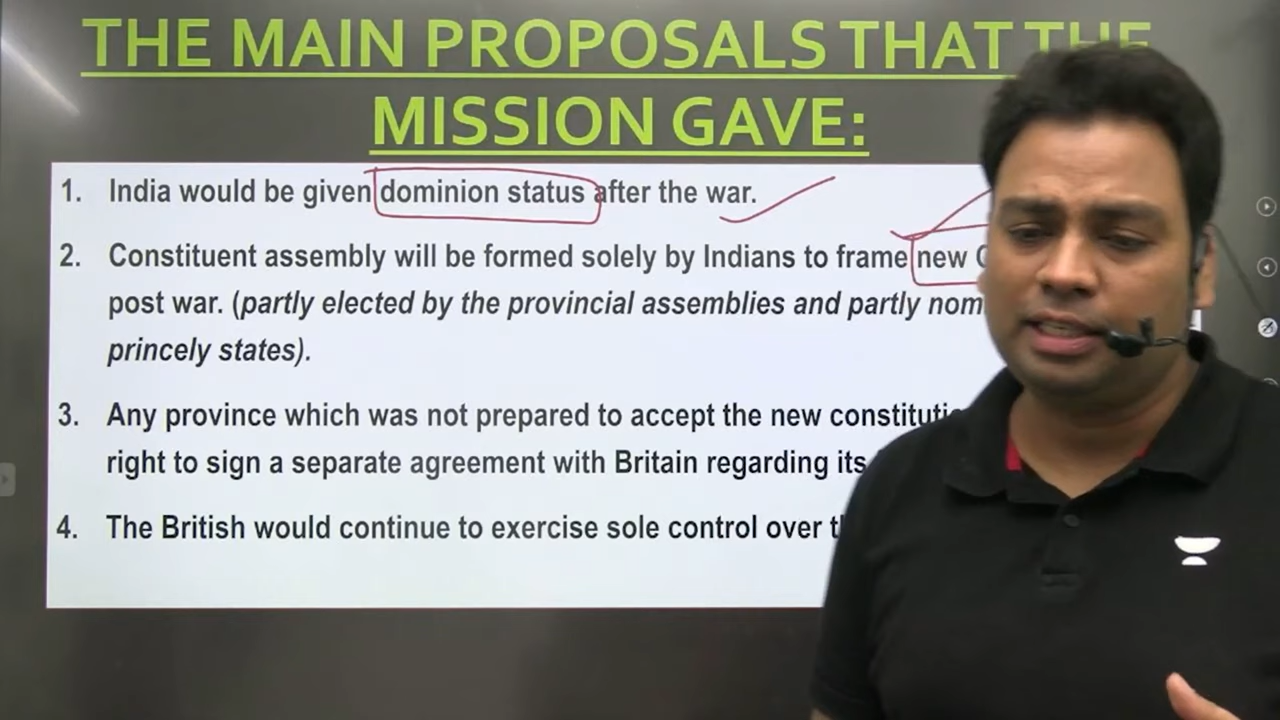 THE MAIN PROPOSALS THAT THE
MISSION GAVE:
1. India would be given dominion status after the war.
2. Constituent assembly will be formed solely by Indians to frame new
post war. (partly elected by the provincial assemblies and partly
princely states).
3. Any province which was not prepared to accept the new
right to sign a separate agreement with Britain regarding its
4. The British would continue to exercise sole control over